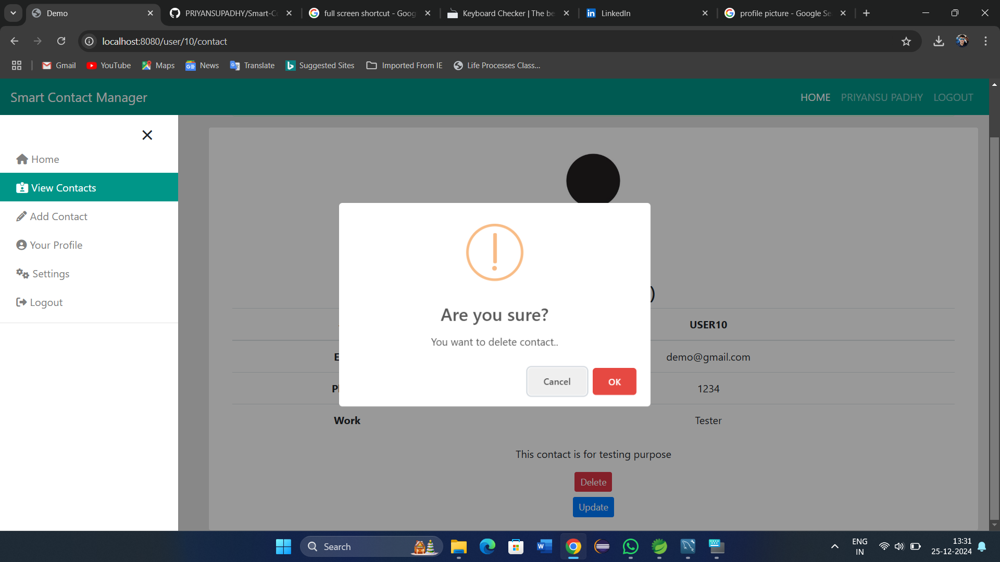 Demo
PRIYANSUPADHY/Smart-Co
full screen shortcut - Goog
Keyboard Checker | The be
LinkedIn
profile picture - Google Se
localhost:8080/user/10/contact
Gmail
YouTube
Maps
News
Translate
Suggested Sites
Imported From IE
Life Processes Class...
Smart Contact Manager
HOME PRIYANSU PADHY LOGOUT
Home
View Contacts
Add Contact
Your Profile
Settings
Logout
)
USER10
E
demo@gmail.com
1234
Work
Tester
This contact is for testing purpose
Delete
Update
Are you sure?
You want to delete contact..
Cancel
OK
Search
ENG
IN
13:31
25-12-2024